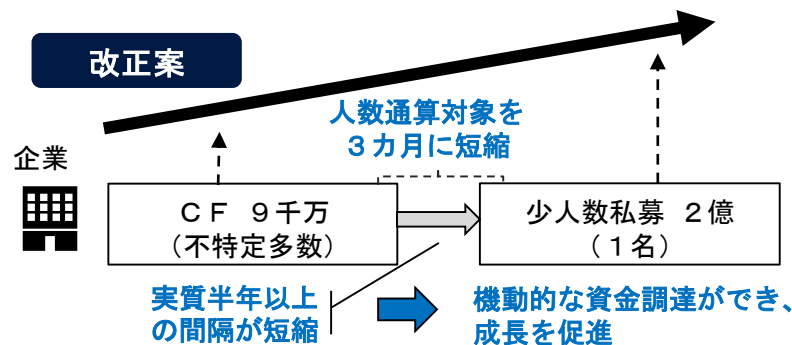 改正案
人数通算対象を
３カ月に短縮
企業
ＣＦ ９千万
（不特定多数）
少人数私募 ２億
（１名）
実質半年以上
の間隔が短縮
機動的な資金調達ができ、
成長を促進